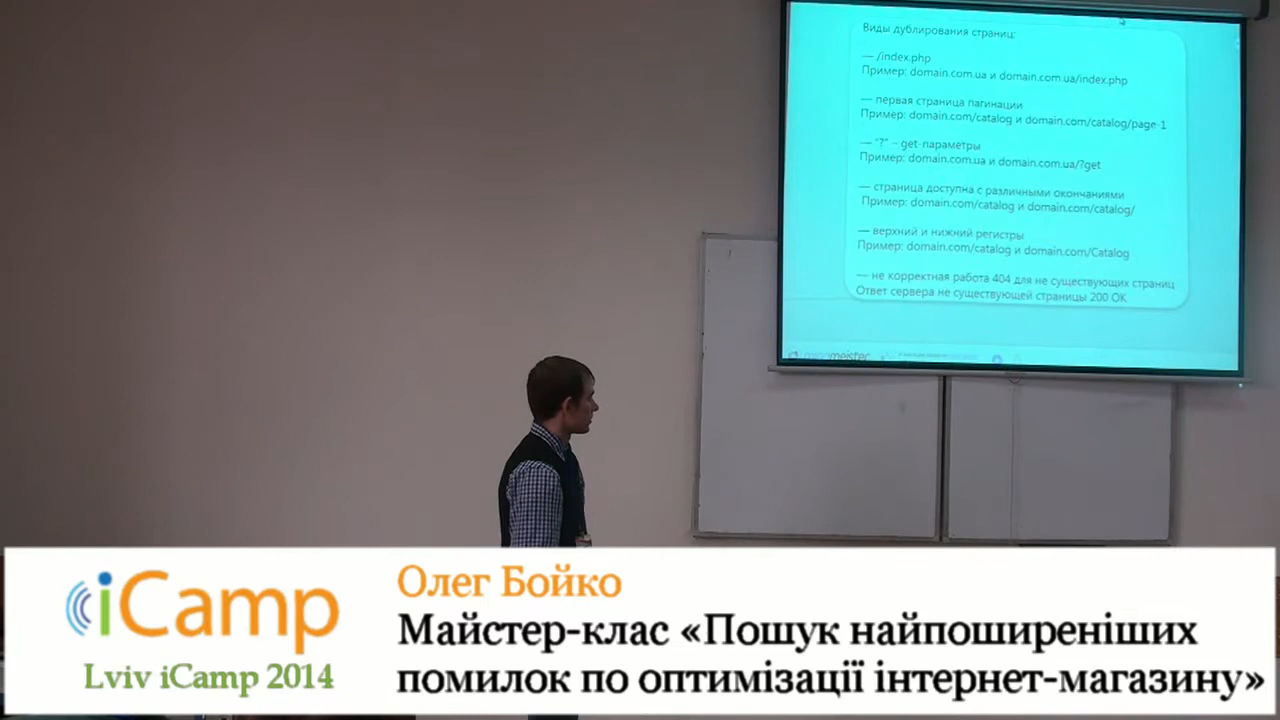 Виды дублирования страниц:
— /index.php
Пример: domain.com.ua и domain.com.ua/index.php
— первая страница пагинации
Пример: domain.com/catalog и domain.com/catalog/page-1
— "?" – get-параметры
Пример: domain.com.ua и domain.com.ua/?get
— страница доступна с различными окончаниями
Пример: domain.com/catalog и domain.com/catalog/
— верхний и нижний регистры
Пример: domain.com/catalog и domain.com/Catalog
— не корректная работа 404 для не существующих страниц
Ответ сервера не существующей страницы 200 ОК
meister
iCamp
Lviv iCamp 2014
Олег Бойко
Майстер-клас «Пошук найпоширеніших
помилок по оптимізації інтернет-магазину»